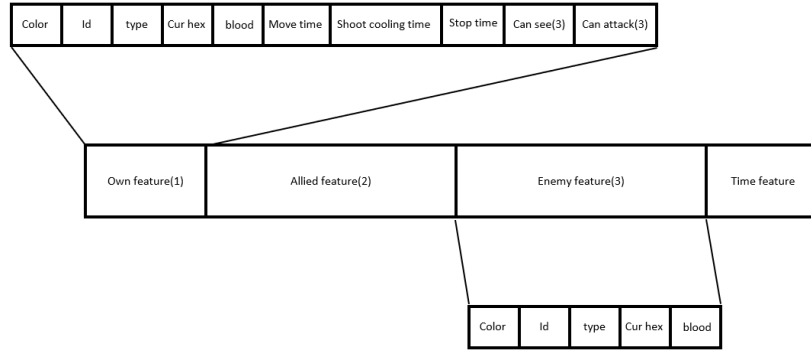 Color Id type Cur hex blood Move time Shoot cooling time Stop time Can see(3) Can attack(3)
Own feature(1) Allied feature(2) Enemy feature(3) Time feature
Color Id type Cur hex blood